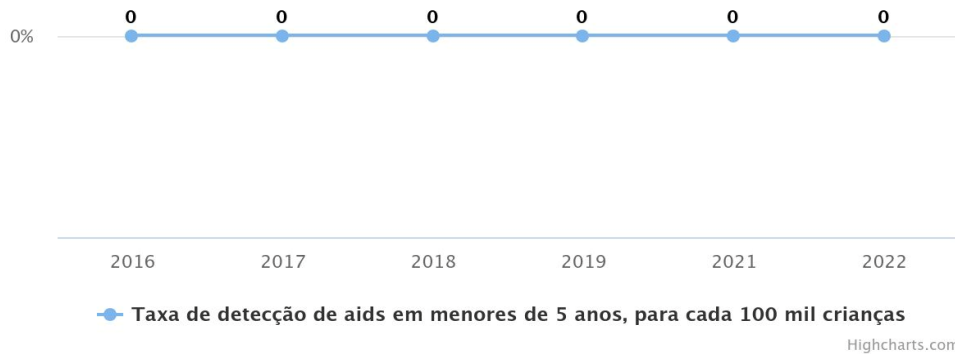 0 0 0 0 0 0
0%
2016 2017 2018 2019 2021 2022
Taxa de detecção de aids em menores de 5 anos, para cada 100 mil crianças
Highcharts.com